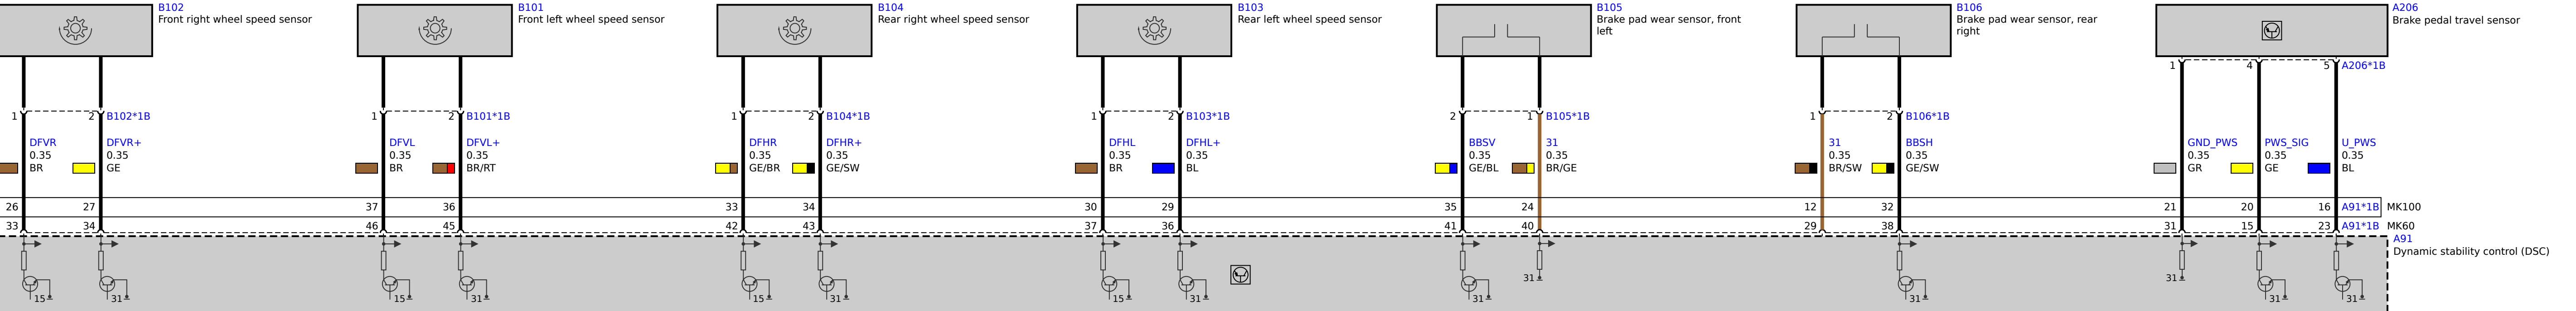 B102
Front right wheel speed sensor
B101
Front left wheel speed sensor
B104
Rear right wheel speed sensor
B103
Rear left wheel speed sensor
B105
Brake pad wear sensor, front
left
B106
Brake pad wear sensor, rear
right
A206
Brake pedal travel sensor
1 4 5 A206*1B
1 2 B102*1B 1 2 B101*1B 1 2 B104*1B 1 2 B103*1B 2 1 B105*1B 1 2 B106*1B
DFVR DFVR+ DFVL DFVL+ DFHR DFHR+ DFHL DFHL+ BBSV 31 31 BBSH GND_PWS PWS_SIG U_PWS
0.35 0.35 0.35 0.35 0.35 0.35 0.35 0.35 0.35 0.35 0.35 0.35 0.35 0.35 0.35
BR GE BR BR/RT GE/BR GE/SW BR BL GE/BL BR/GE BR/SW GE/SW GR GE BL
26 27 37 36 33 34 30 29 35 24 12 32 21 20 16 A91*1B MK100
33 34 46 45 42 43 37 36 41 40 29 38 31 15 23 A91*1B MK60
A91
Dynamic stability control (DSC)
31 31
15 31 15 31 15 31 15 31 31 31 31 31